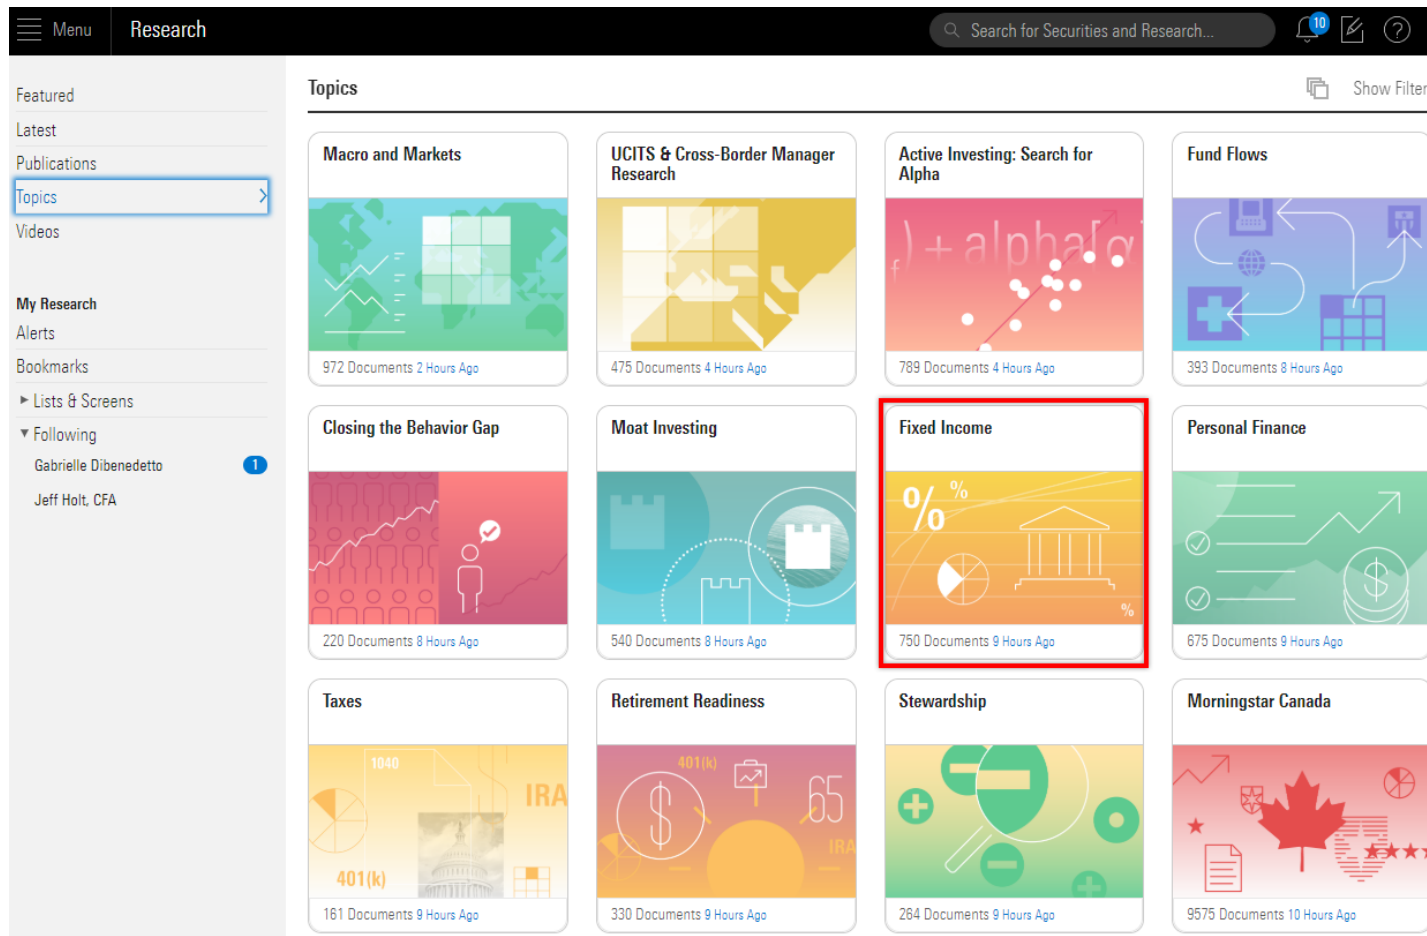 Menu
Research
Search for Securities and Research...
10
?
Featured
Latest
Publications
Topics
Videos
My Research
Alerts
Bookmarks
Lists & Screens
Following
Gabrielle Dibenedetto
1
Jeff Holt, CFA
Topics
Show Filter
Macro and Markets
972 Documents 2 Hours Ago
UCITS & Cross-Border Manager
Research
475 Documents 4 Hours Ago
Active Investing: Search for
Alpha
f ) + alpha[α
789 Documents 4 Hours Ago
Fund Flows
393 Documents 8 Hours Ago
Closing the Behavior Gap
220 Documents 8 Hours Ago
Moat Investing
540 Documents 8 Hours Ago
Fixed Income
% %
%
750 Documents 9 Hours Ago
Personal Finance
$
675 Documents 9 Hours Ago
Taxes
1040
IRA
401(k)
161 Documents 9 Hours Ago
Retirement Readiness
401(k)
$
65
IRA
330 Documents 9 Hours Ago
Stewardship
264 Documents 9 Hours Ago
Morningstar Canada
9575 Documents 10 Hours Ago